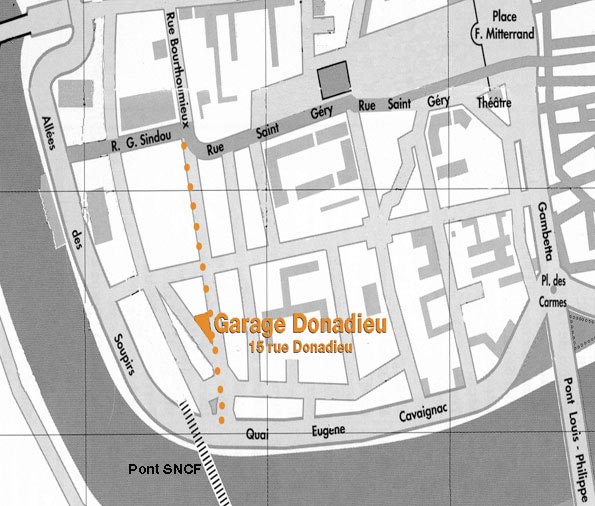 Place
F. Mitterrand
Rue Bourthoumieux
Allées
des
Soupirs
R. G. Sindou
Rue Saint Géry
Rue Saint Géry
Théâtre
Gambetta
Pl. des
Carmes
Garage Donadieu
15 rue Donadieu
Quai Eugène Cavaignac
Pont Louis - Philippe
Pont SNCF